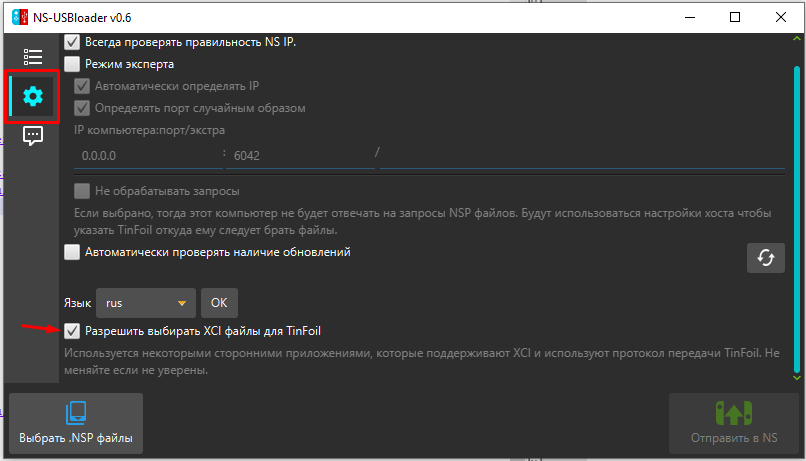 NS-USBloader v0.6
Всегда проверять правильность NS IP.
Режим эксперта
Автоматически определять IP
Определять порт случайным образом
IP компьютера:порт/экстра
0.0.0.0 : 6042 /
Не обрабатывать запросы
Если выбрано, тогда этот компьютер не будет отвечать на запросы NSP файлов. Будут использоваться настройки хоста чтобы
указать TinFoil откуда ему следует брать файлы.
Автоматически проверять наличие обновлений
Язык rus OK
Разрешить выбирать XCI файлы для TinFoil
Используется некоторыми сторонними приложениями, которые поддерживают XCI и используют протокол передачи TinFoil. Не
меняйте если не уверены.
Выбрать .NSP файлы
Отправить в NS